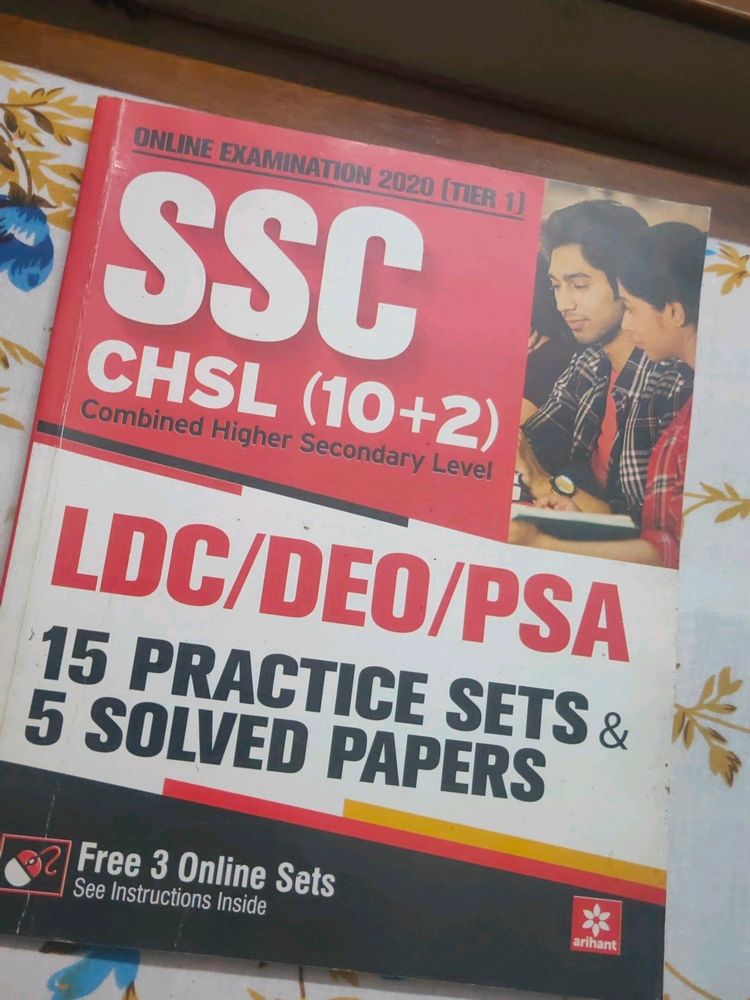 ONLINE EXAMINATION 2020 (TIER 1)
SSC
CHSL (10+2)
Combined Higher Secondary Level
LDC/DEO/PSA
15 PRACTICE SETS &
5 SOLVED PAPERS
Free 3 Online Sets
See Instructions Inside
arihant